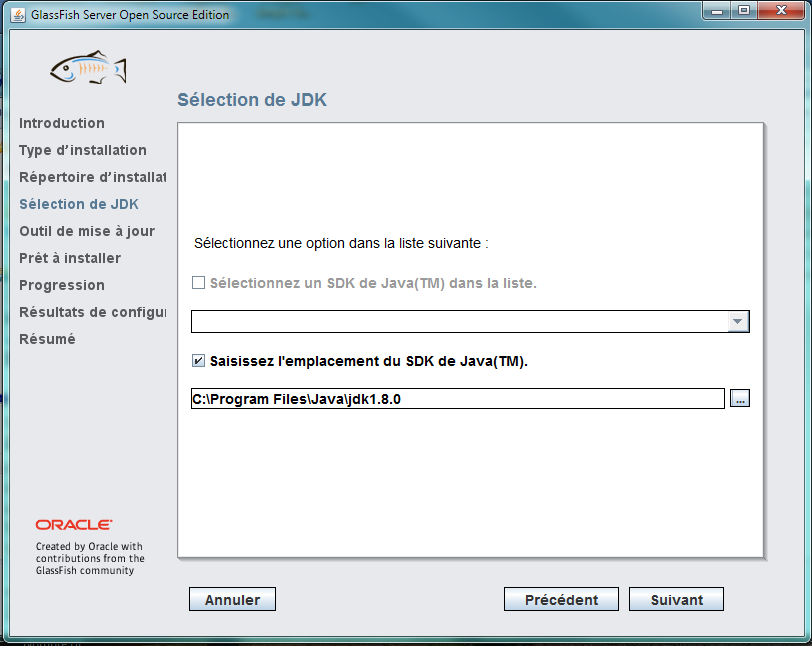 GlassFish Server Open Source Edition
Sélection de JDK
Introduction
Type d'installation
Répertoire d'installat
Sélection de JDK
Outil de mise à jour
Prêt à installer
Progression
Résultats de configu
Résumé
Sélectionnez une option dans la liste suivante :
Sélectionnez un SDK de Java(TM) dans la liste.
Saisissez l'emplacement du SDK de Java(TM).
C:\Program Files\Java\jdk1.8.0
...
ORACLE
Created by Oracle with
contributions from the
GlassFish community
Annuler
Précédent
Suivant